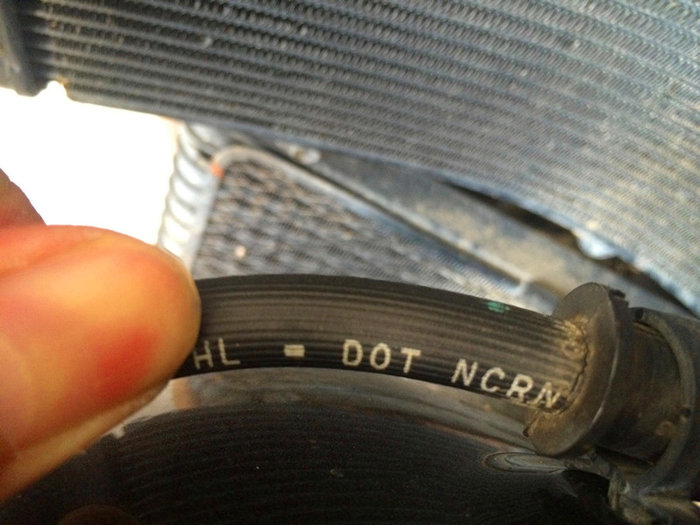 HL = DOT NCRN